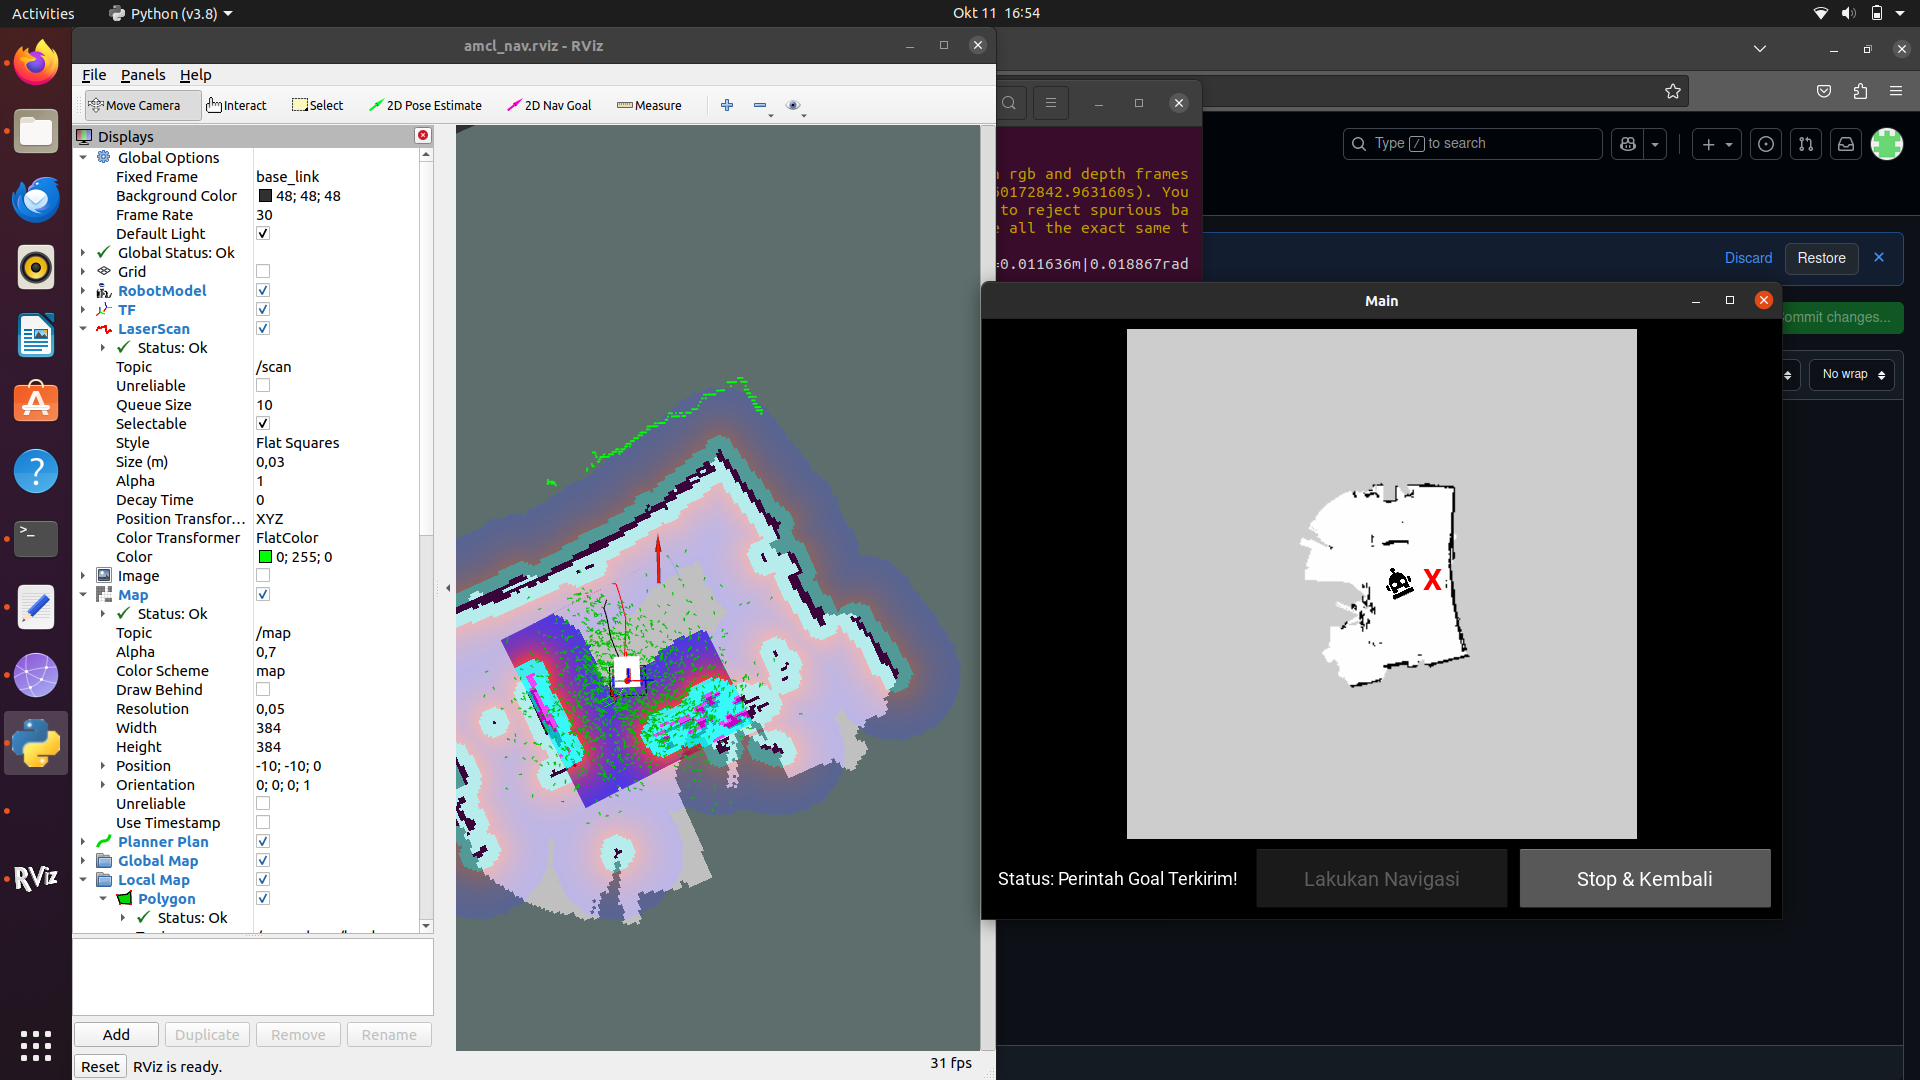 Activities
Python (v3.8)
Okt 11 16:54
amcl_nav.rviz - RViz
File Panels Help
Move Camera
Interact
Select
2D Pose Estimate
2D Nav Goal
Measure
Displays
Global Options
Fixed Frame base_link
Background Color 48; 48; 48
Frame Rate 30
Default Light
Global Status: Ok
Grid
RobotModel
TF
LaserScan
Status: Ok
Topic /scan
Unreliable
Queue Size 10
Selectable
Style Flat Squares
Size (m) 0,03
Alpha 1
Decay Time 0
Position Transfor... XYZ
Color Transformer FlatColor
Color 0; 255; 0
Image
Map
Status: Ok
Topic /map
Alpha 0,7
Color Scheme map
Draw Behind
Resolution 0,05
Width 384
Height 384
Position -10; -10; 0
Orientation 0; 0; 0; 1
Unreliable
Use Timestamp
Planner Plan
Global Map
Local Map
Polygon
Status: Ok
Add
Duplicate
Remove
Rename
Reset
RViz is ready.
31 fps
RViz
rgb and depth frames
60172842.963160s). You
to reject spurious ba
all the exact same t
=0.011636m|0.018867rad
Type / to search
Discard
Restore
ommit changes...
No wrap
Main
X
Status: Perintah Goal Terkirim!
Lakukan Navigasi
Stop & Kembali